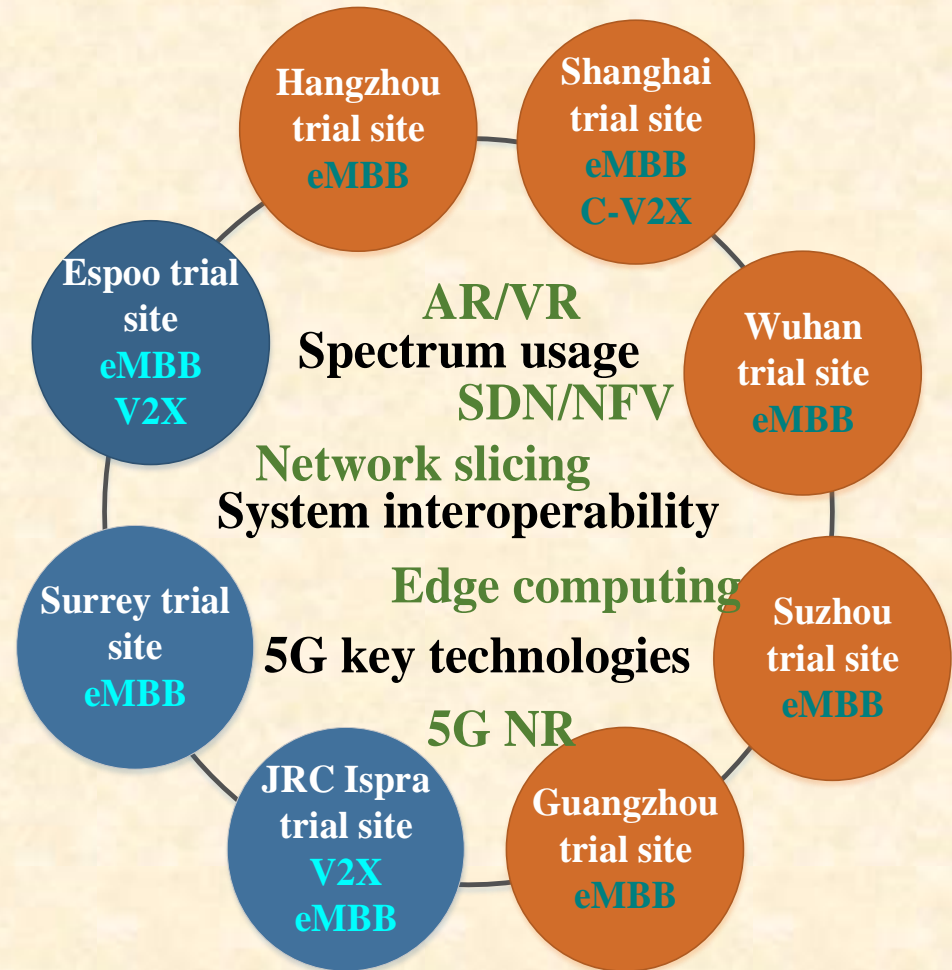 Hangzhou
trial site
eMBB
Shanghai
trial site
eMBB
C-V2X
Espoo trial
site
eMBB
V2X
AR/VR
Spectrum usage
SDN/NFV
Wuhan
trial site
eMBB
Network slicing
System interoperability
Edge computing
Surrey trial
site
eMBB
5G key technologies
Suzhou
trial site
eMBB
5G NR
JRC Ispra
trial site
V2X
eMBB
Guangzhou
trial site
eMBB